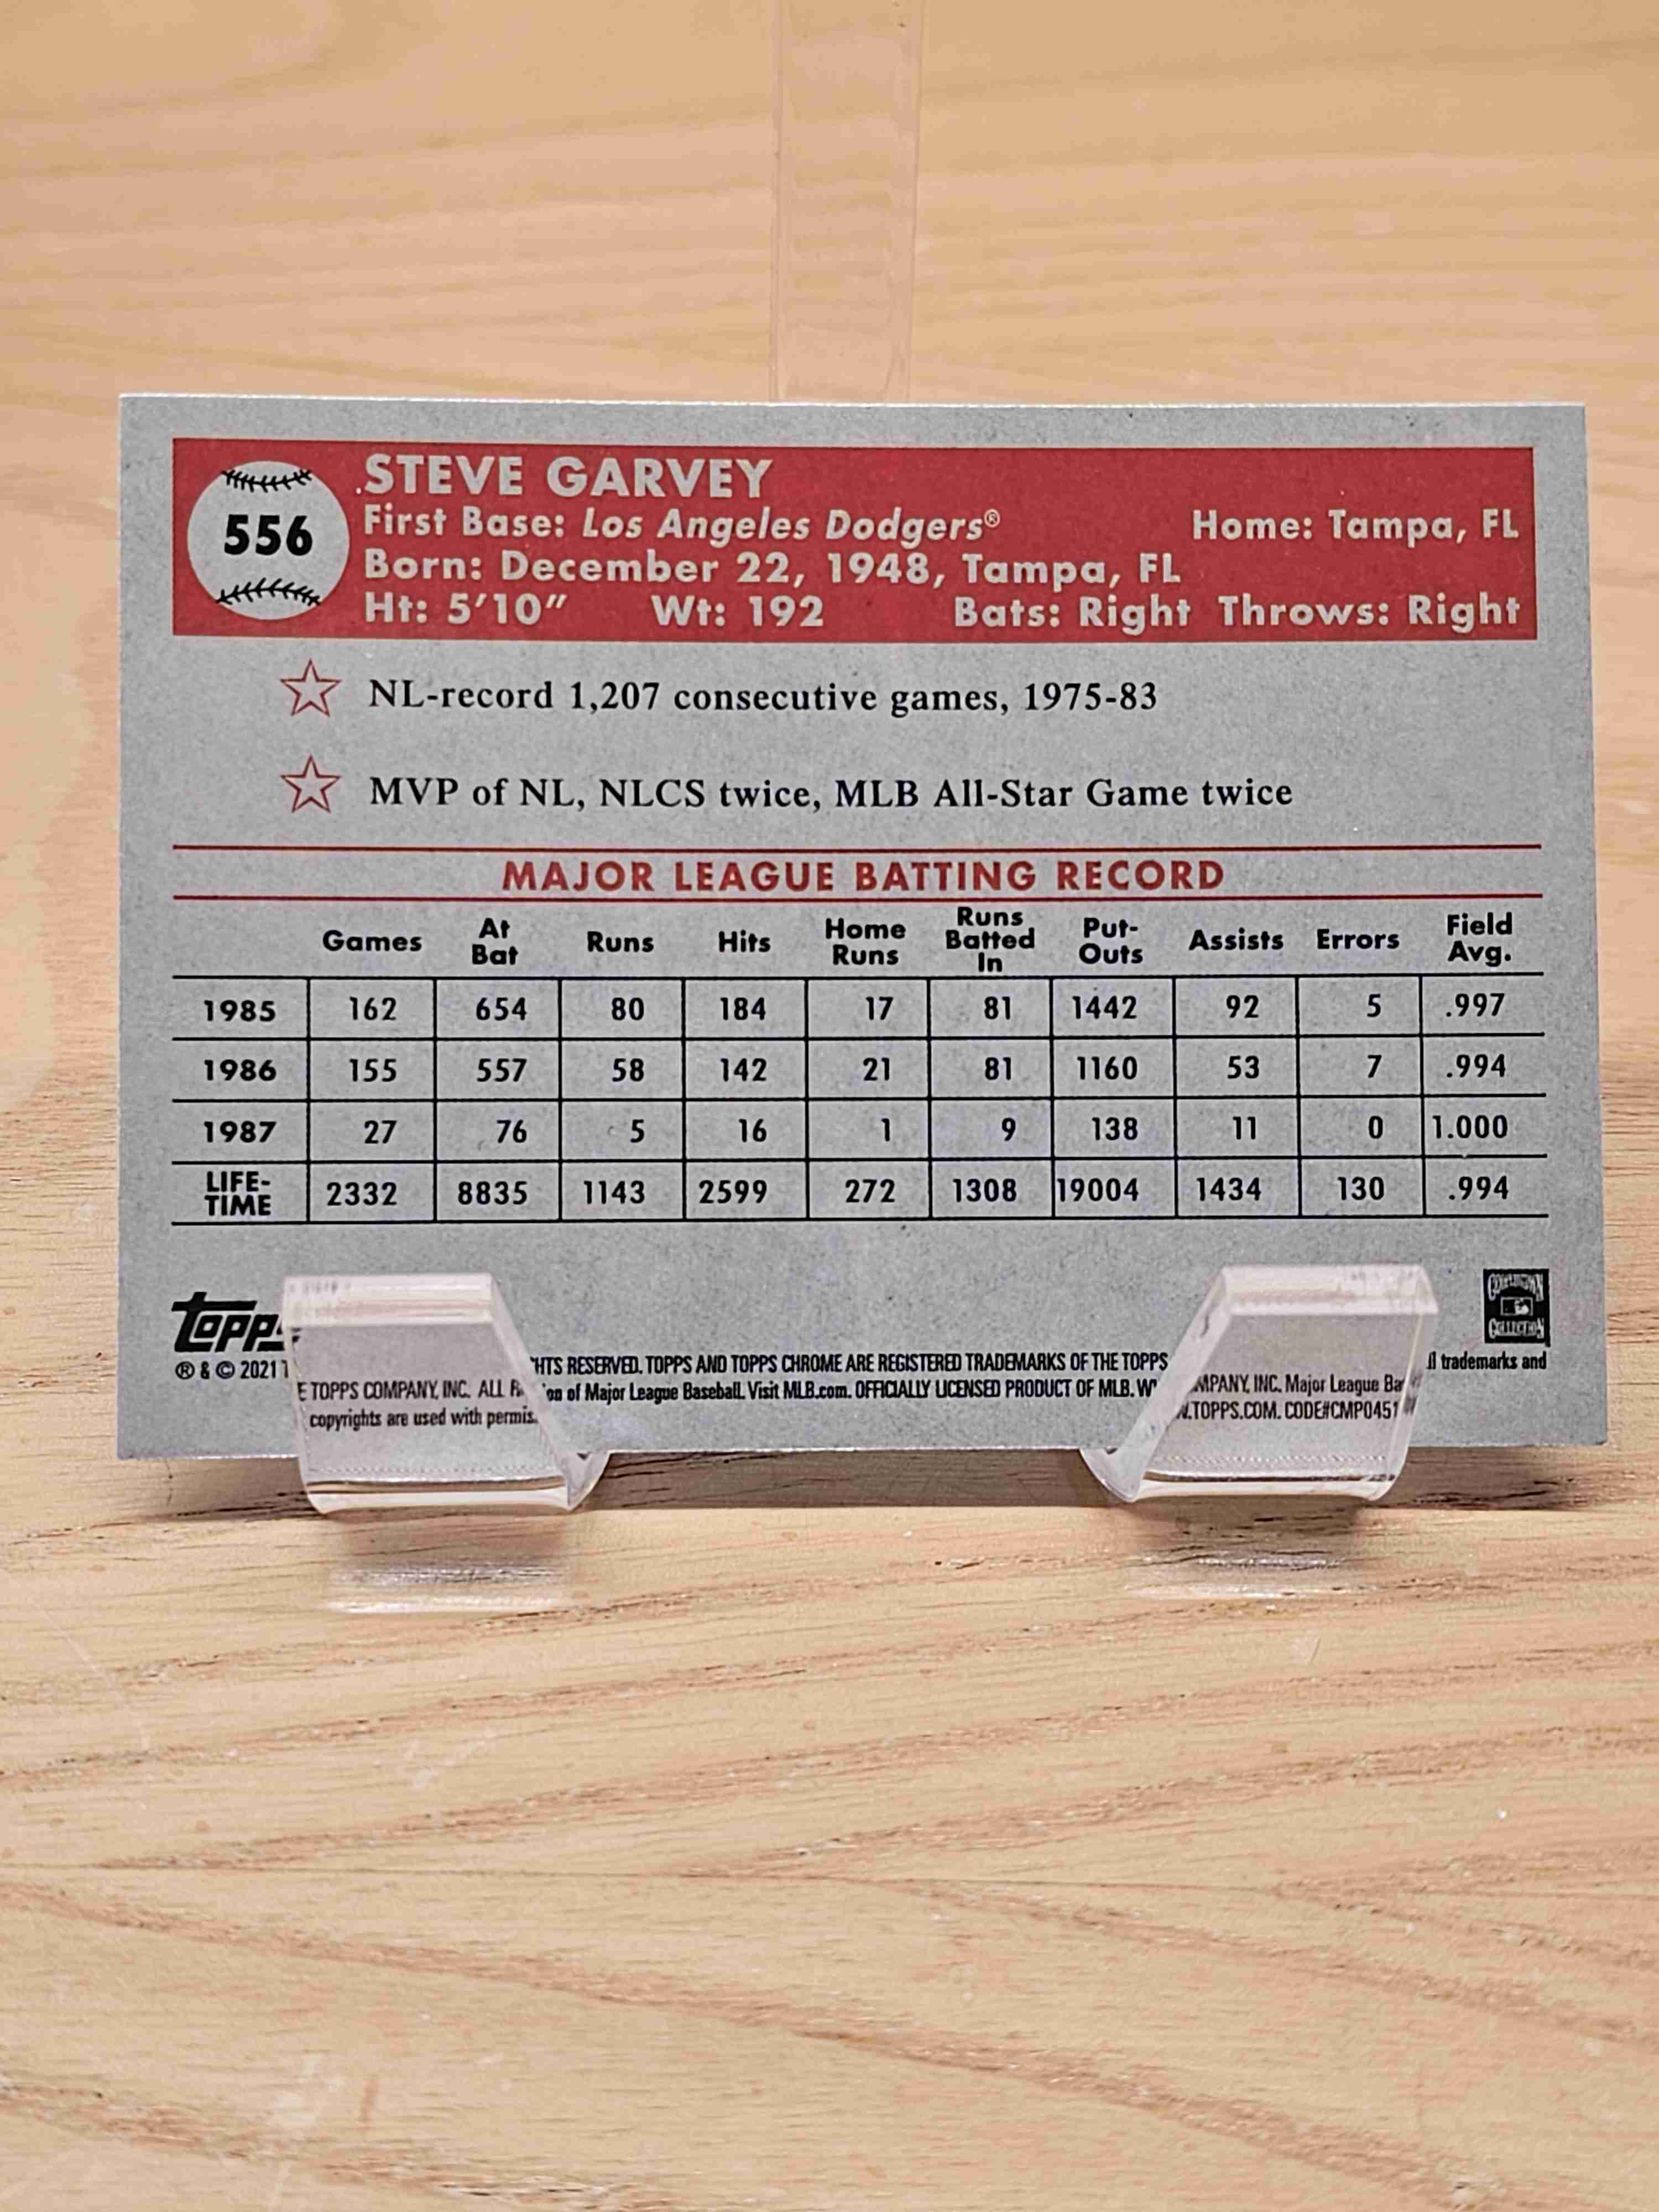 556
STEVE GARVEY
First Base: Los Angeles Dodgers® Home: Tampa, FL
Born: December 22, 1948, Tampa, FL
Ht: 5'10" Wt: 192 Bats: Right Throws: Right
NL-record 1,207 consecutive games, 1975-83
MVP of NL, NLCS twice, MLB All-Star Game twice
MAJOR LEAGUE BATTING RECORD
Games At Bat Runs Hits Home Runs Runs Batted In Put-Outs Assists Errors Field Avg.
1985 162 654 80 184 17 81 1442 92 5 .997
1986 155 557 58 142 21 81 1160 53 7 .994
1987 27 76 5 16 1 9 138 11 0 1.000
LIFE-TIME 2332 8835 1143 2599 272 1308 19004 1434 130 .994
topps
COOPERSTOWN COLLECTION
® & © 2021 T E TOPPS COMPANY, INC. ALL R HTS RESERVED. TOPPS AND TOPPS CHROME ARE REGISTERED TRADEMARKS OF THE TOPPS MPANY, INC. Major League Ba ll trademarks and
copyrights are used with permis on of Major League Baseball. Visit MLB.com. OFFICIALLY LICENSED PRODUCT OF MLB. W .TOPPS.COM. CODE#CMP0451